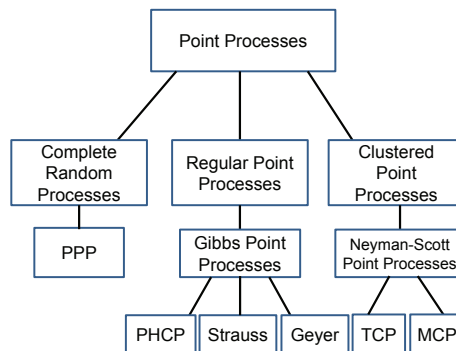 Point Processes
Complete
Random
Processes
Regular Point
Processes
Clustered
Point
Processes
PPP
Gibbs Point
Processes
Neyman-Scott
Point Processes
PHCP
Strauss
Geyer
TCP
MCP